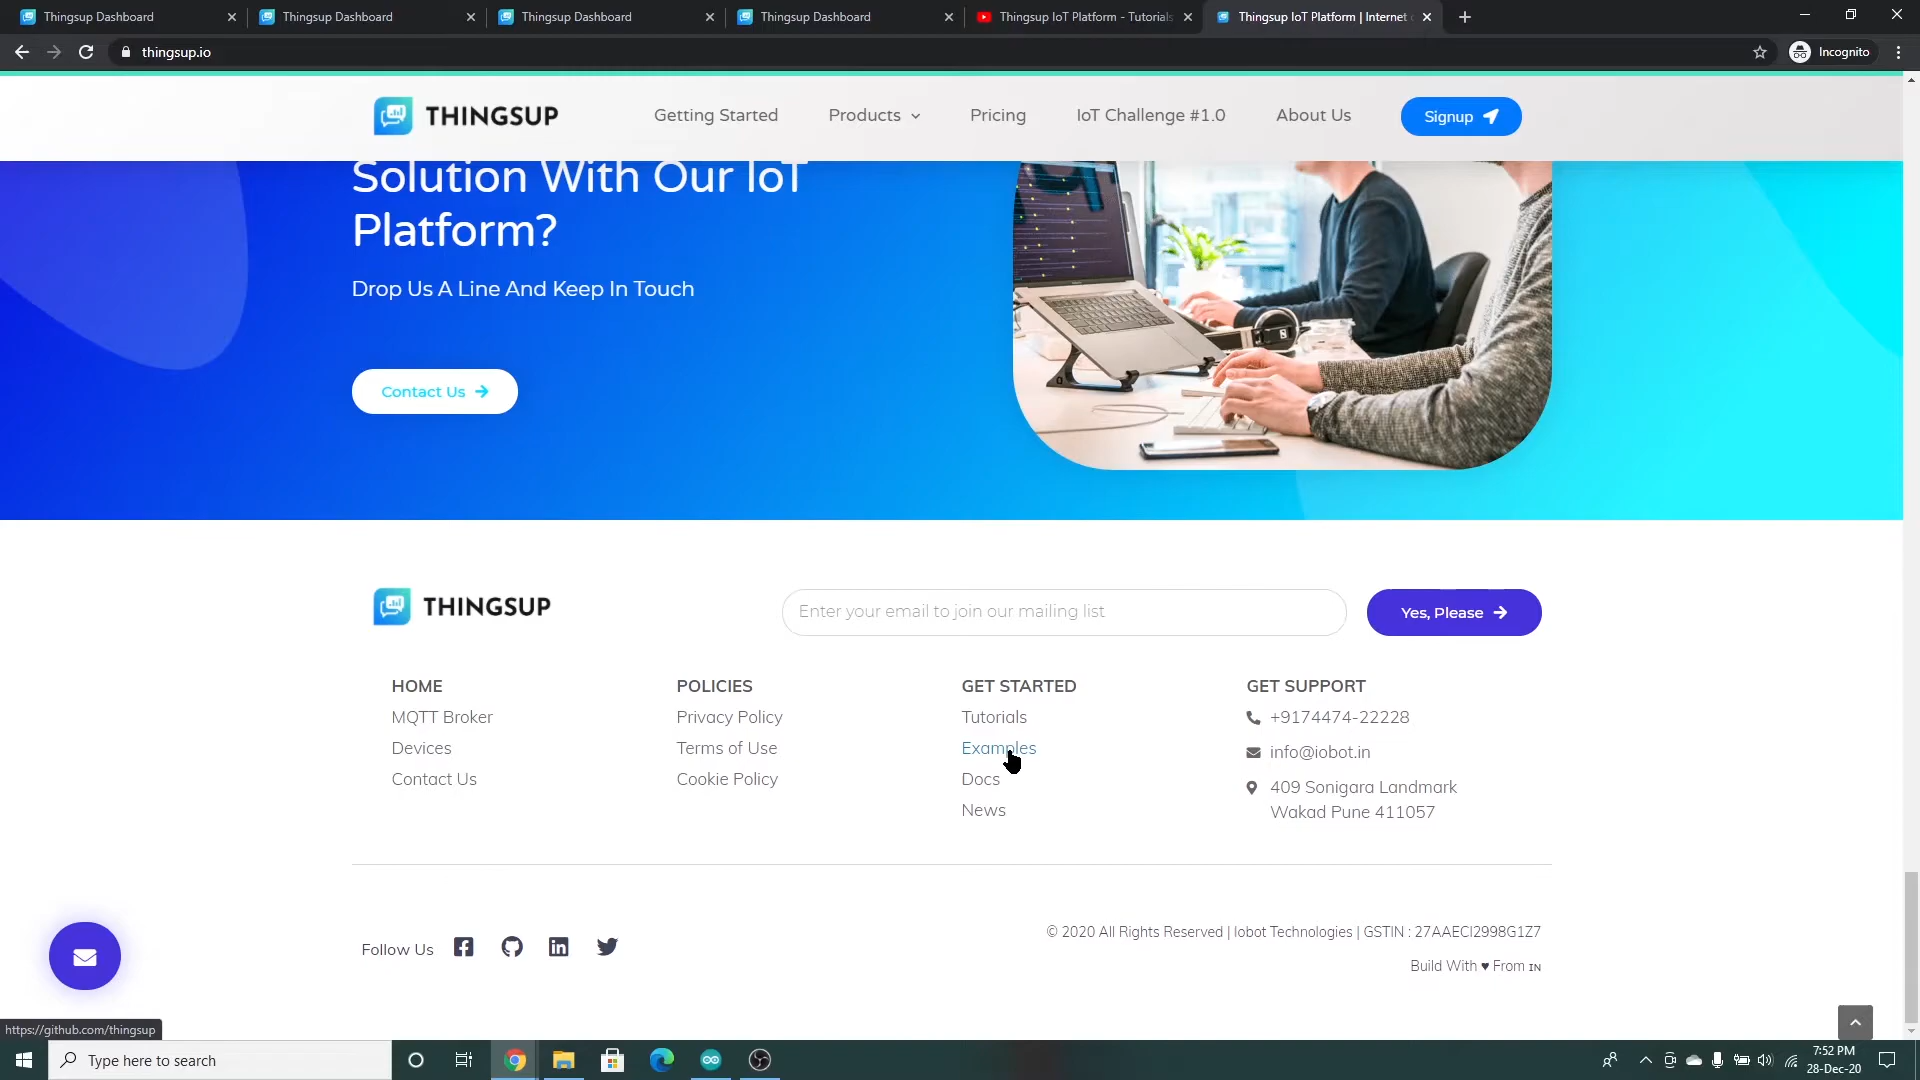 Thingsup Dashboard
Thingsup Dashboard
Thingsup Dashboard
Thingsup Dashboard
Thingsup IoT Platform - Tutorials
Thingsup IoT Platform | Internet
thingsup.io
Incognito
THINGSUP
Getting Started
Products
Pricing
IoT Challenge #1.0
About Us
Signup
Solution With Our IoT
Platform?
Drop Us A Line And Keep In Touch
Contact Us
THINGSUP
Enter your email to join our mailing list
Yes, Please
HOME
MQTT Broker
Devices
Contact Us
POLICIES
Privacy Policy
Terms of Use
Cookie Policy
GET STARTED
Tutorials
Examples
Docs
News
GET SUPPORT
+9174474-22228
info@iobot.in
409 Sonigara Landmark
Wakad Pune 411057
Follow Us
© 2020 All Rights Reserved | Iobot Technologies | GSTIN : 27AAECI2998G1Z7
Build With ♥ From IN
https://github.com/thingsup
Type here to search
7:52 PM
28-Dec-20